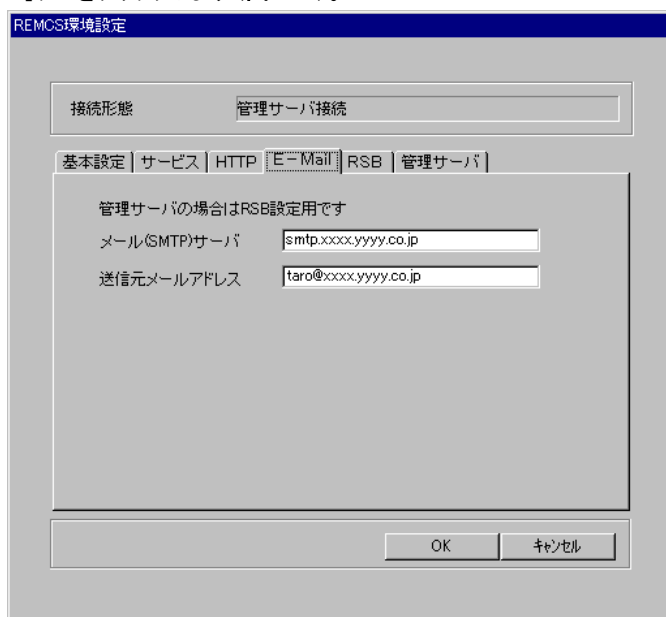 REMCS環境設定
接続形態 管理サーバ接続
基本設定 サービス HTTP E-Mail RSB 管理サーバ
管理サーバの場合はRSB設定用です
メール(SMTP)サーバ smtp.xxxx.yyyy.co.jp
送信元メールアドレス taro@xxxx.yyyy.co.jp
OK キャンセル